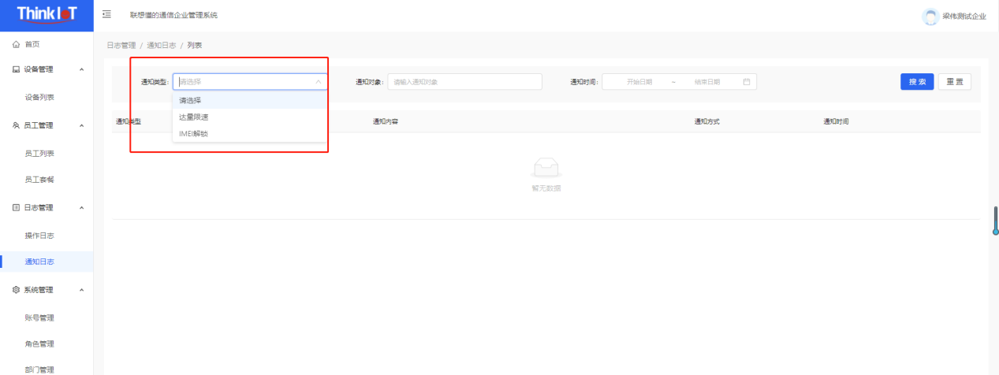 Think IoT
联想懂的通信企业管理系统
梁伟测试企业
首页
设备管理
设备列表
员工管理
员工列表
员工套餐
日志管理
操作日志
通知日志
系统管理
账号管理
角色管理
部门管理
日志管理 / 通知日志 / 列表
通知类型: 请选择 通知对象: 请输入通知对象 通知时间: 开始日期 ~ 结束日期 搜 索 重 置
请选择
达量限速
IMEI解锁
通知类型 通知内容 通知方式 通知时间
暂无数据